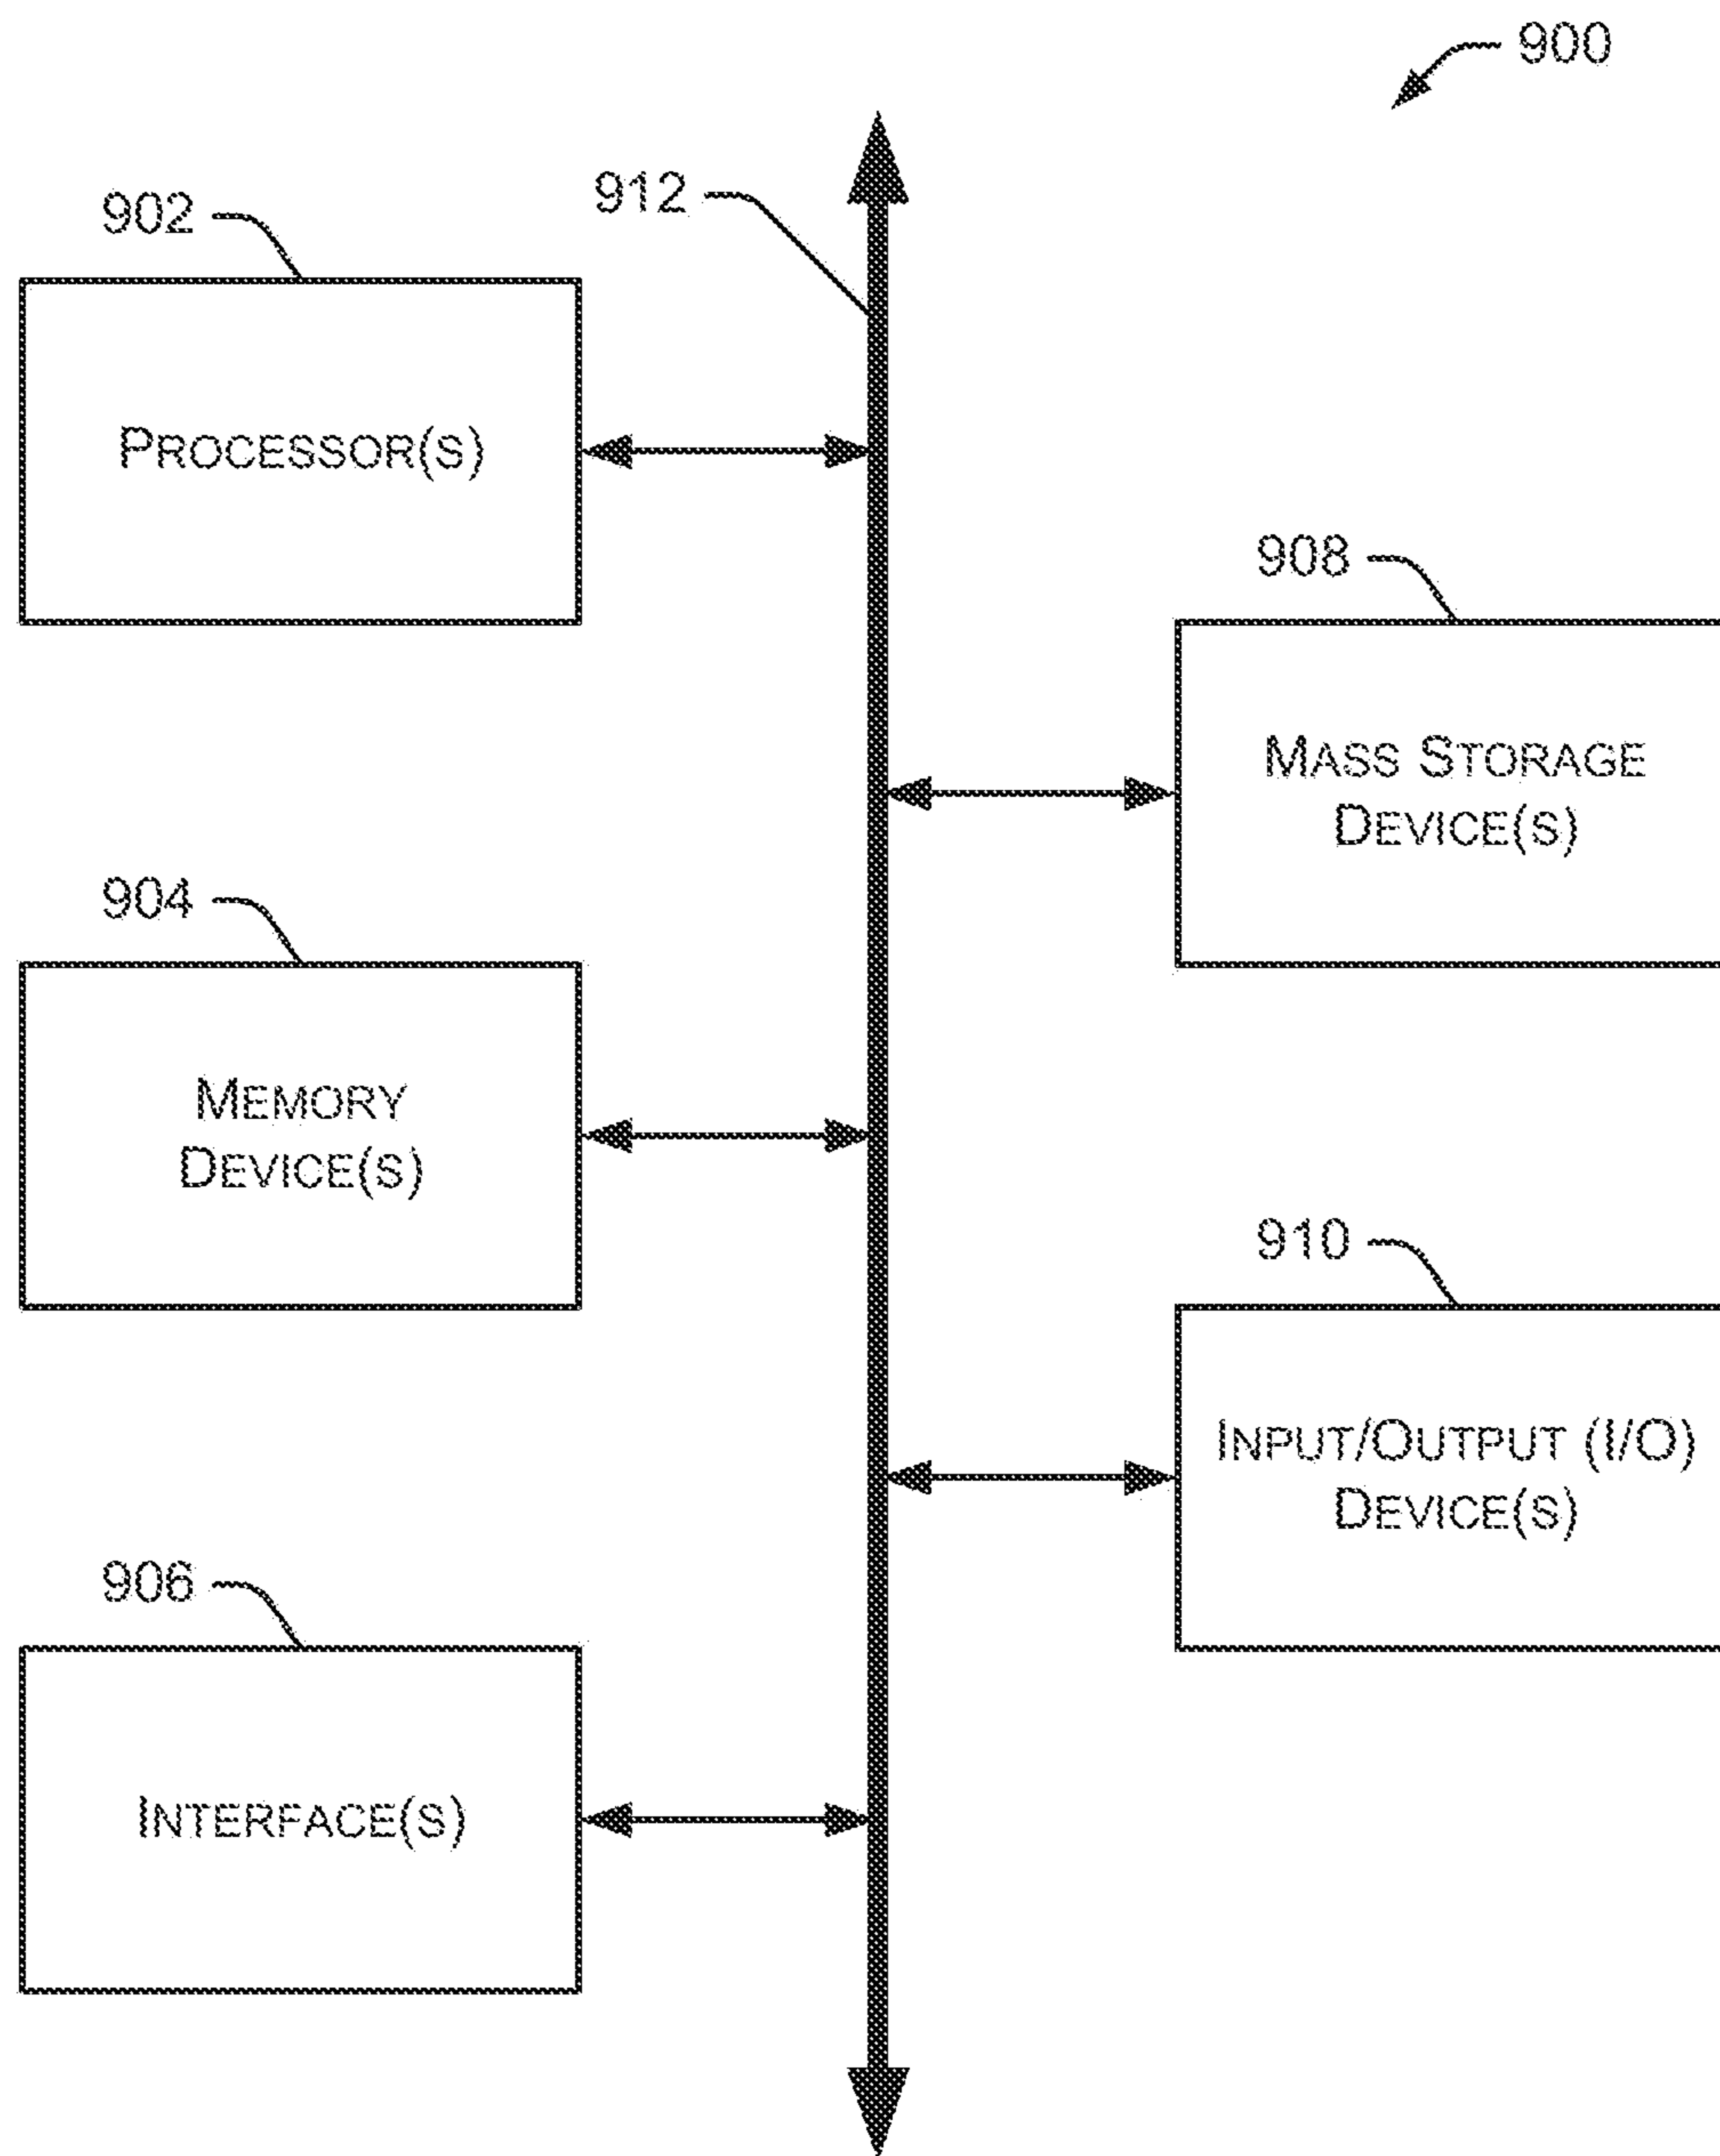 900
912
902
PROCESSOR(S)
908
MASS STORAGE
DEVICE(S)
904
MEMORY
DEVICE(S)
910
INPUT/OUTPUT (I/O)
DEVICE(S)
906
INTERFACE(S)